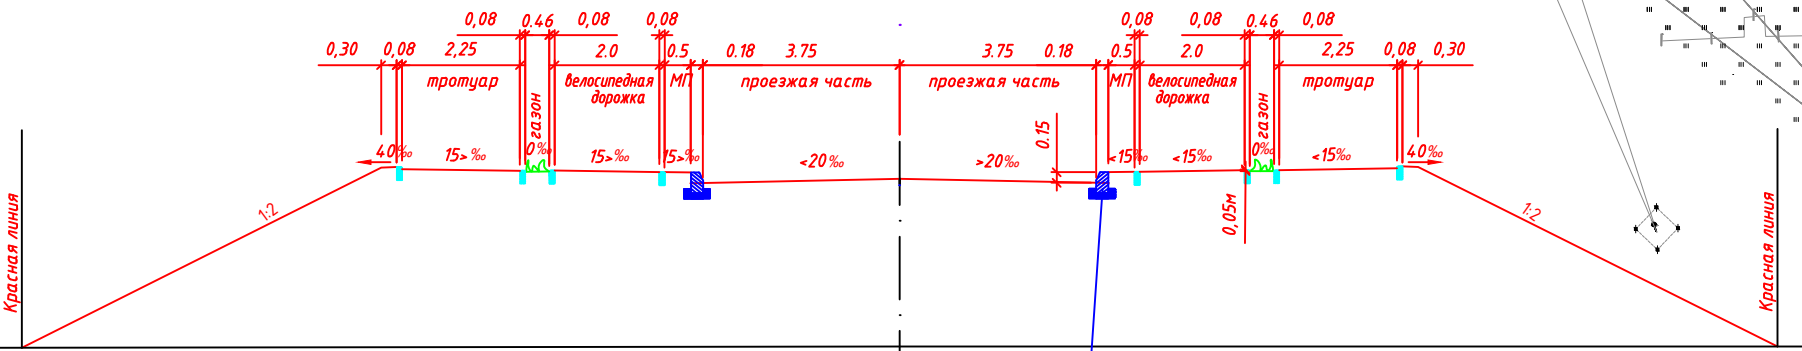 0,08 0.46 0,08 0,08 0,08 0,08 0.46 0,08
0,30 0,08 2,25 2.0 0.5 0.18 3.75 3.75 0.18 0.5 2.0 2,25 0,08 0,30
тротуар велосипедная МП проезжая часть проезжая часть МП велосипедная тротуар
дорожка дорожка
газон газон
0.15
40‰ 15>‰ 0‰ 15>‰ 15>‰ <20‰ >20‰ <15‰ <15‰ 0‰ <15‰ 40‰
1:2 0,05м 1:2
Красная линия Красная линия